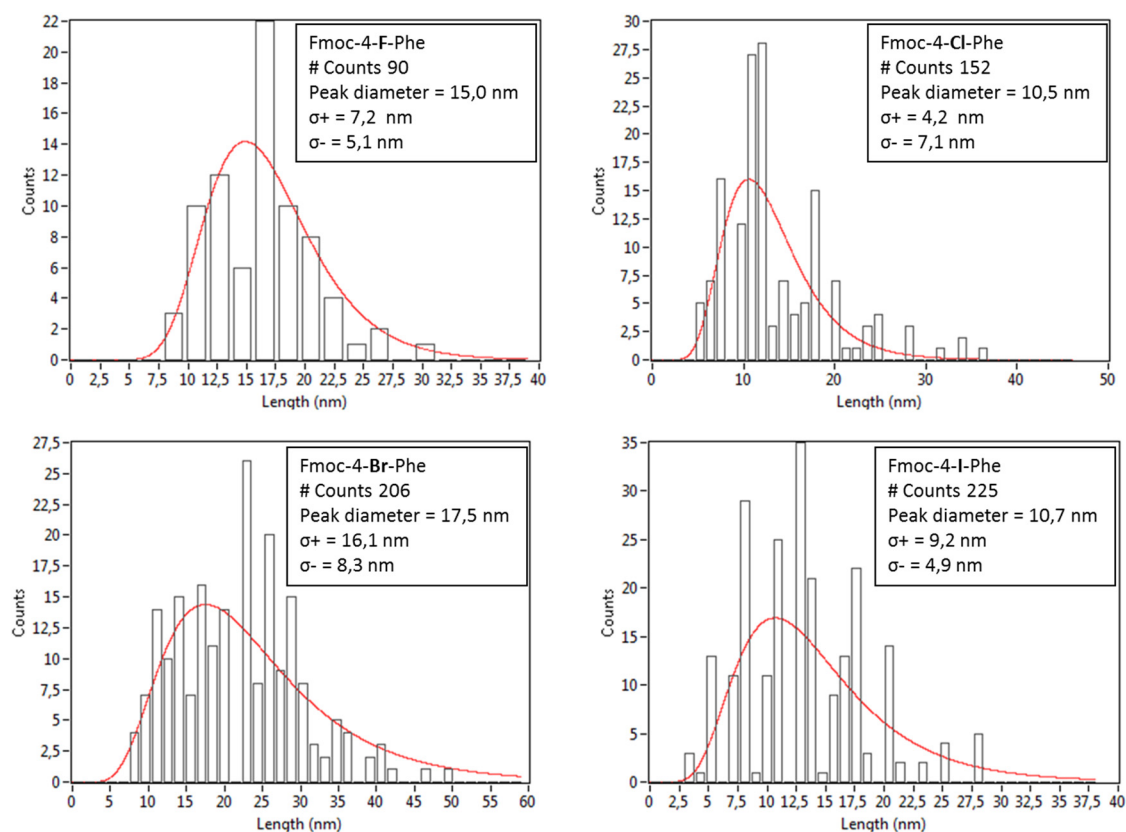 22
20
18
16
14
12
10
8
6
4
2
0
Counts
Fmoc-4-F-Phe
# Counts 90
Peak diameter = 15,0 nm
σ+ = 7,2 nm
σ- = 5,1 nm
0 2,5 5 7,5 10 12,5 15 17,5 20 22,5 25 27,5 30 32,5 35 37,5 40
Length (nm)
30
27,5
25
22,5
20
17,5
15
12,5
10
7,5
5
2,5
0
Counts
Fmoc-4-Cl-Phe
# Counts 152
Peak diameter = 10,5 nm
σ+ = 4,2 nm
σ- = 7,1 nm
0 10 20 30 40 50
Length (nm)
27,5
25
22,5
20
17,5
15
12,5
10
7,5
5
2,5
0
Counts
Fmoc-4-Br-Phe
# Counts 206
Peak diameter = 17,5 nm
σ+ = 16,1 nm
σ- = 8,3 nm
0 5 10 15 20 25 30 35 40 45 50 55 60
Length (nm)
35
30
25
20
15
10
5
0
Counts
Fmoc-4-I-Phe
# Counts 225
Peak diameter = 10,7 nm
σ+ = 9,2 nm
σ- = 4,9 nm
0 2,5 5 7,5 10 12,5 15 17,5 20 22,5 25 27,5 30 32,5 35 37,5 40
Length (nm)